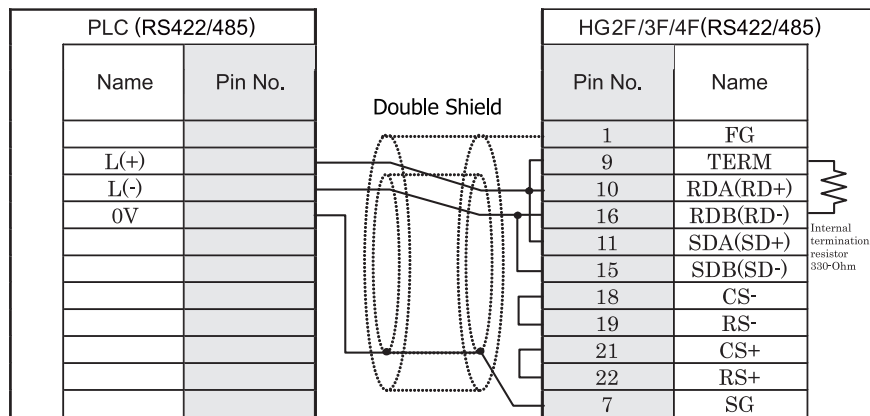 PLC (RS422/485)
HG2F/3F/4F(RS422/485)
Name Pin No.
Pin No. Name
Double Shield
1 FG
L(+)
9 TERM
L(-)
10 RDA(RD+)
0V
16 RDB(RD-)
11 SDA(SD+)
15 SDB(SD-)
Internal
termination
resistor
330-Ohm
18 CS-
19 RS-
21 CS+
22 RS+
7 SG